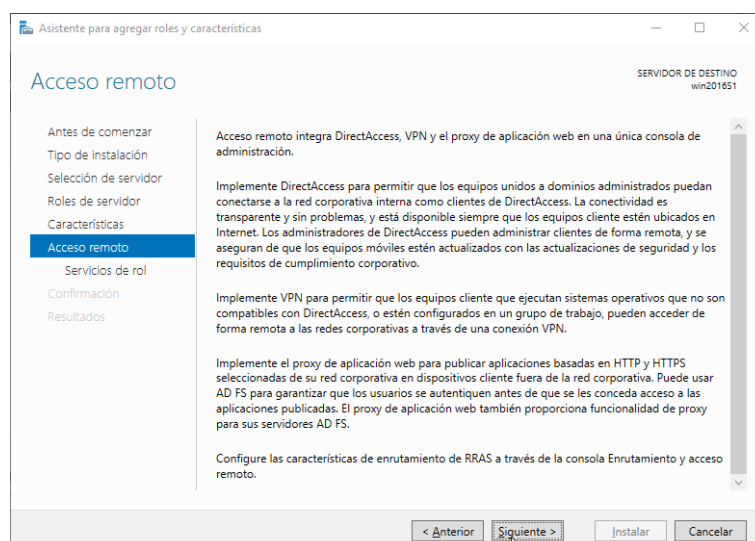 Asistente para agregar roles y características
Acceso remoto
SERVIDOR DE DESTINO
win2016S1
Antes de comenzar
Tipo de instalación
Selección de servidor
Roles de servidor
Características
Acceso remoto
Servicios de rol
Confirmación
Resultados
Acceso remoto integra DirectAccess, VPN y el proxy de aplicación web en una única consola de
administración.
Implemente DirectAccess para permitir que los equipos unidos a dominios administrados puedan
conectarse a la red corporativa interna como clientes de DirectAccess. La conectividad es
transparente y sin problemas, y está disponible siempre que los equipos cliente estén ubicados en
Internet. Los administradores de DirectAccess pueden administrar clientes de forma remota, y se
aseguran de que los equipos móviles estén actualizados con las actualizaciones de seguridad y los
requisitos de cumplimiento corporativo.
Implemente VPN para permitir que los equipos cliente que ejecutan sistemas operativos que no son
compatibles con DirectAccess, o estén configurados en un grupo de trabajo, pueden acceder de
forma remota a las redes corporativas a través de una conexión VPN.
Implemente el proxy de aplicación web para publicar aplicaciones basadas en HTTP y HTTPS
seleccionadas de su red corporativa en dispositivos cliente fuera de la red corporativa. Puede usar
AD FS para garantizar que los usuarios se autentiquen antes de que se les conceda acceso a las
aplicaciones publicadas. El proxy de aplicación web también proporciona funcionalidad de proxy
para sus servidores AD FS.
Configure las características de enrutamiento de RRAS a través de la consola Enrutamiento y acceso
remoto.
< Anterior
Siguiente >
Instalar
Cancelar